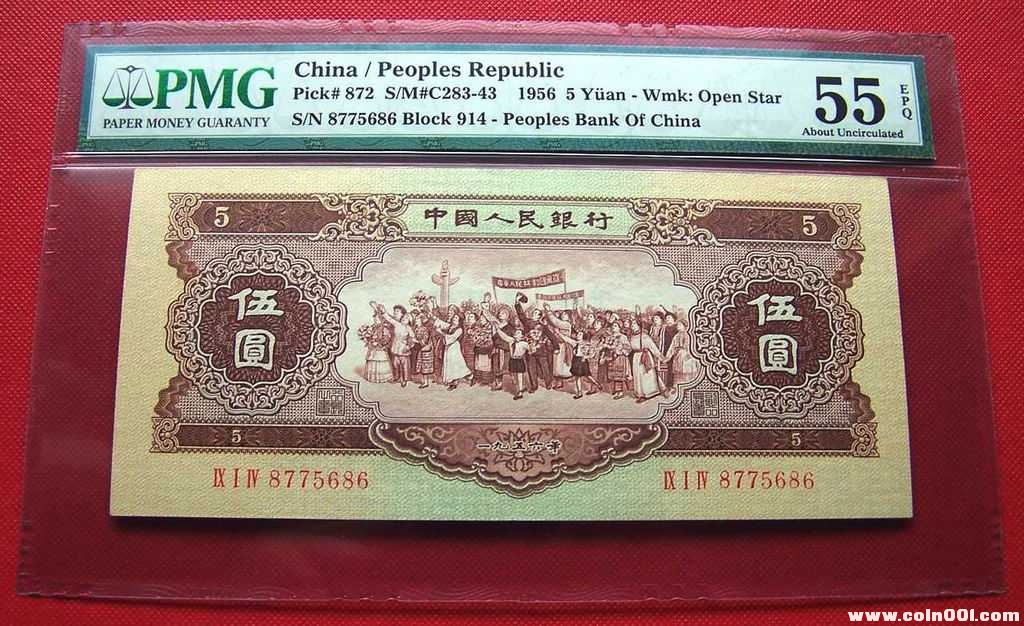 PMG
PAPER MONEY GUARANTY
China / Peoples Republic
Pick# 872 S/M#C283-43 1956 5 Yüan - Wmk: Open Star
S/N 8775686 Block 914 - Peoples Bank Of China
55 EPQ
About Uncirculated
5 中國人民銀行 5
伍圓 伍圓
5 一九五六年 5
IX I IV 8775686 IX I IV 8775686
www.coin001.com